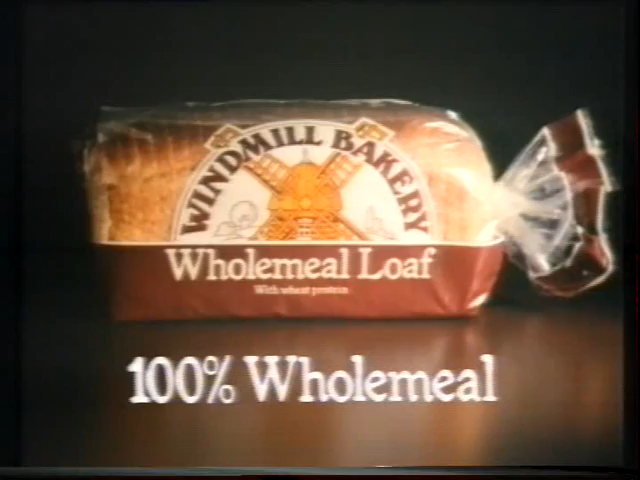 WINDMILL BAKERY
Wholemeal Loaf
With wheat protein
100% Wholemeal